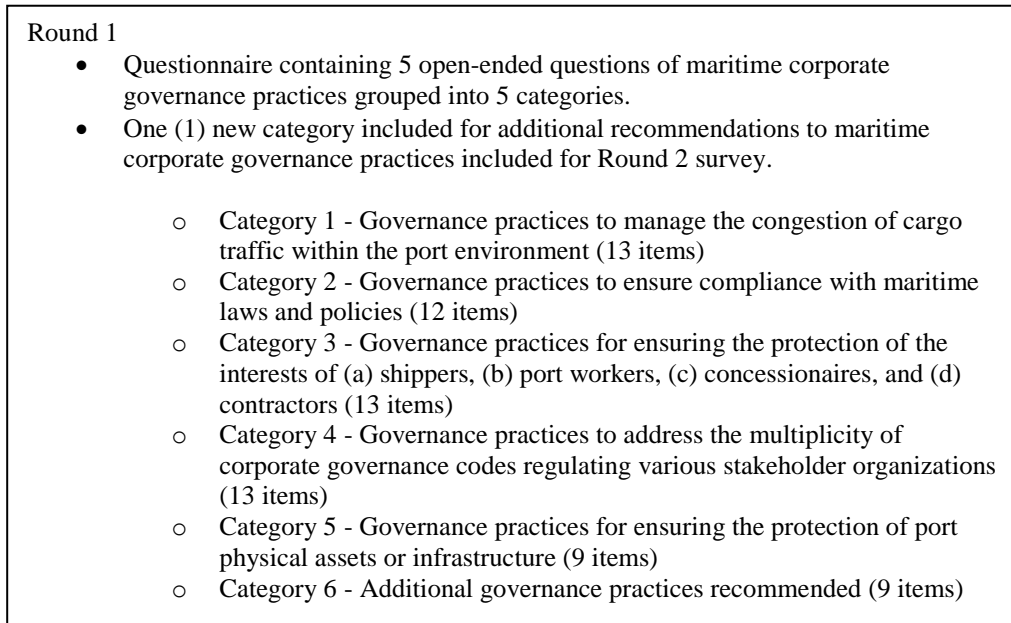 Round 1
• Questionnaire containing 5 open-ended questions of maritime corporate
governance practices grouped into 5 categories.
• One (1) new category included for additional recommendations to maritime
corporate governance practices included for Round 2 survey.
o Category 1 - Governance practices to manage the congestion of cargo
traffic within the port environment (13 items)
o Category 2 - Governance practices to ensure compliance with maritime
laws and policies (12 items)
o Category 3 - Governance practices for ensuring the protection of the
interests of (a) shippers, (b) port workers, (c) concessionaires, and (d)
contractors (13 items)
o Category 4 - Governance practices to address the multiplicity of
corporate governance codes regulating various stakeholder organizations
(13 items)
o Category 5 - Governance practices for ensuring the protection of port
physical assets or infrastructure (9 items)
o Category 6 - Additional governance practices recommended (9 items)